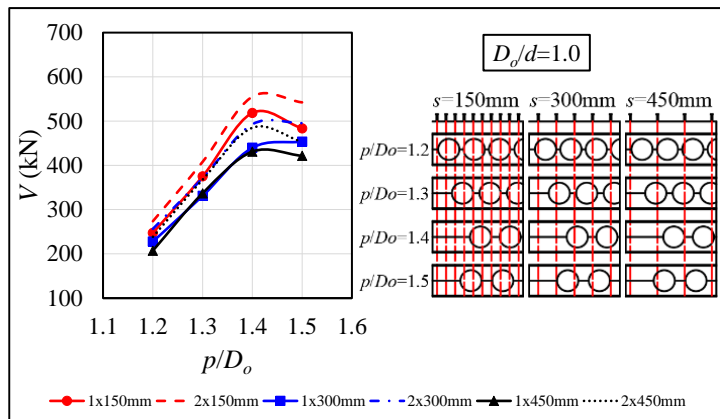 700
600
500
400
300
200
100
V (kN)
1.1 1.2 1.3 1.4 1.5 1.6
p/Do
Do/d=1.0
s=150mm s=300mm s=450mm
p/Do=1.2
p/Do=1.3
p/Do=1.4
p/Do=1.5
1x150mm 2x150mm 1x300mm 2x300mm 1x450mm 2x450mm